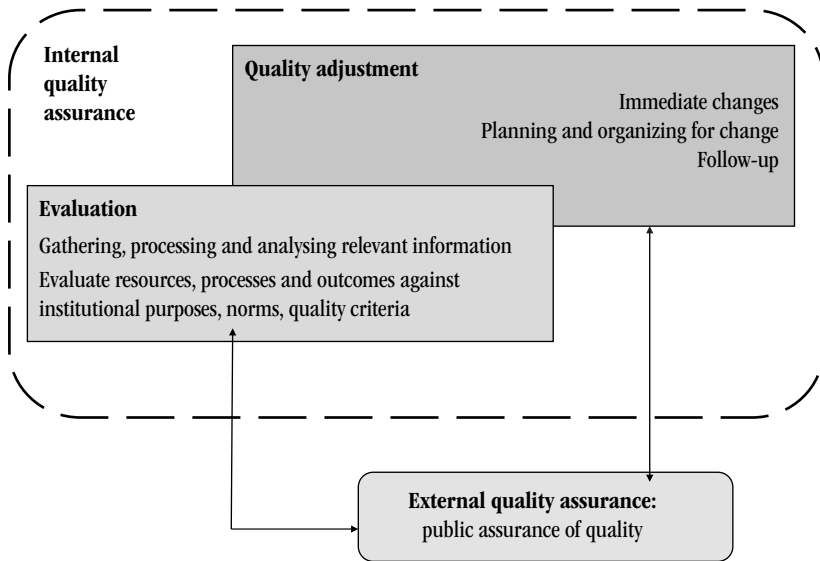 Internal
quality
assurance
Quality adjustment
Immediate changes
Planning and organizing for change
Follow-up
Evaluation
Gathering, processing and analysing relevant information
Evaluate resources, processes and outcomes against
institutional purposes, norms, quality criteria
External quality assurance:
public assurance of quality